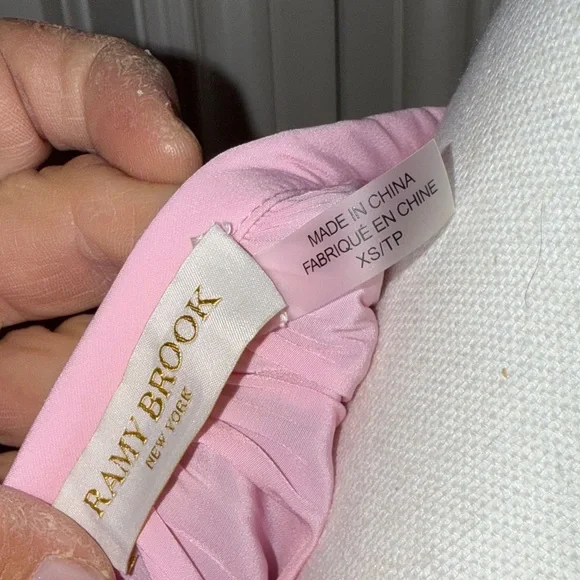 RAMY BROOK
NEW YORK
MADE IN CHINA
FABRIQUÉ EN CHINE
XS/TP